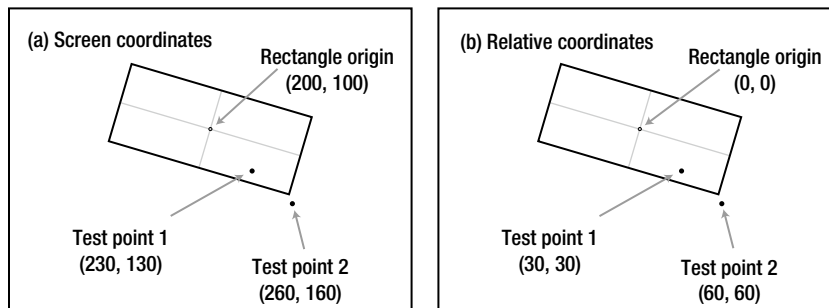 (a) Screen coordinates
Rectangle origin
(200, 100)
Test point 1
(230, 130)
Test point 2
(260, 160)
(b) Relative coordinates
Rectangle origin
(0, 0)
Test point 1
(30, 30)
Test point 2
(60, 60)